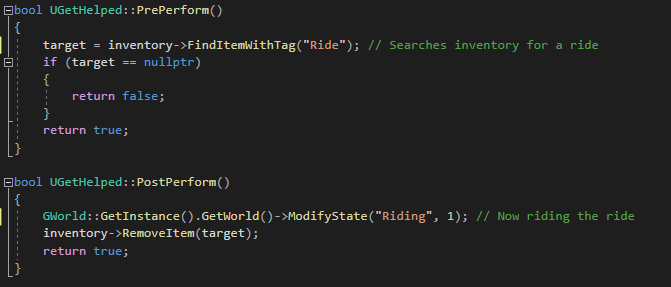 bool UGetHelped::PrePerform()
{
target = inventory->FindItemWithTag("Ride"); // Searches inventory for a ride
if (target == nullptr)
{
return false;
}
return true;
}
bool UGetHelped::PostPerform()
{
GWorld::GetInstance().GetWorld()->ModifyState("Riding", 1); // Now riding the ride
inventory->RemoveItem(target);
return true;
}